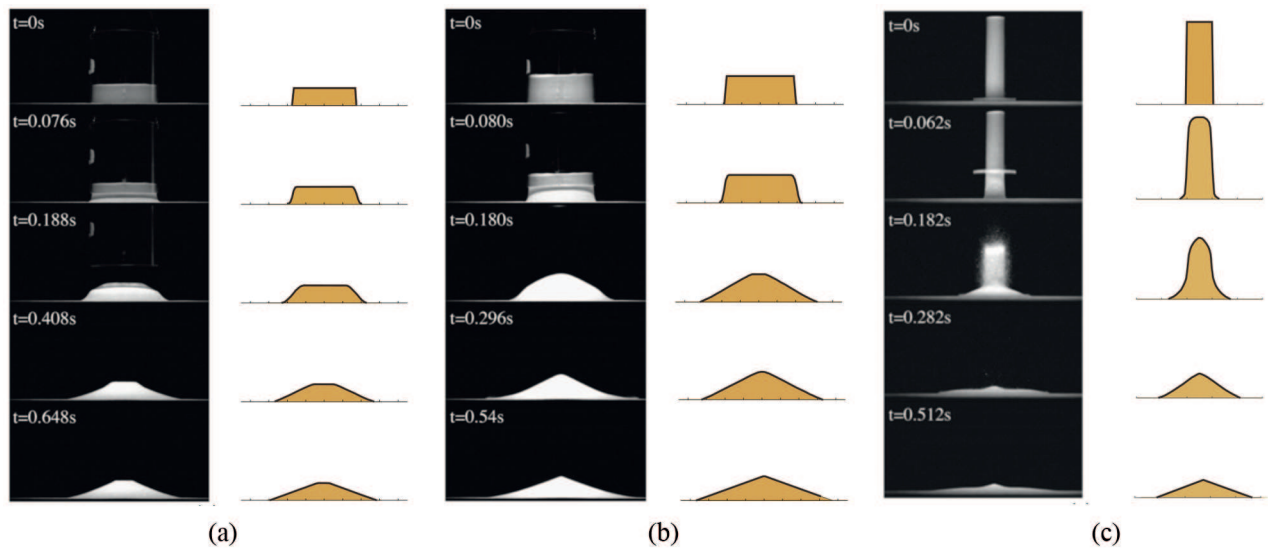 t=0s
t=0.076s
t=0.188s
t=0.408s
t=0.648s
(a)
t=0s
t=0.080s
t=0.180s
t=0.296s
t=0.54s
(b)
t=0s
t=0.062s
t=0.182s
t=0.282s
t=0.512s
(c)